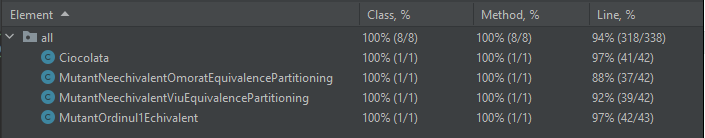 Element Class, % Method, % Line, %
all 100% (8/8) 100% (8/8) 94% (318/338)
Ciocolata 100% (1/1) 100% (1/1) 97% (41/42)
MutantNeechivalentOmoratEquivalencePartitioning 100% (1/1) 100% (1/1) 88% (37/42)
MutantNeechivalentViuEquivalencePartitioning 100% (1/1) 100% (1/1) 92% (39/42)
MutantOrdinul1Echivalent 100% (1/1) 100% (1/1) 97% (42/43)